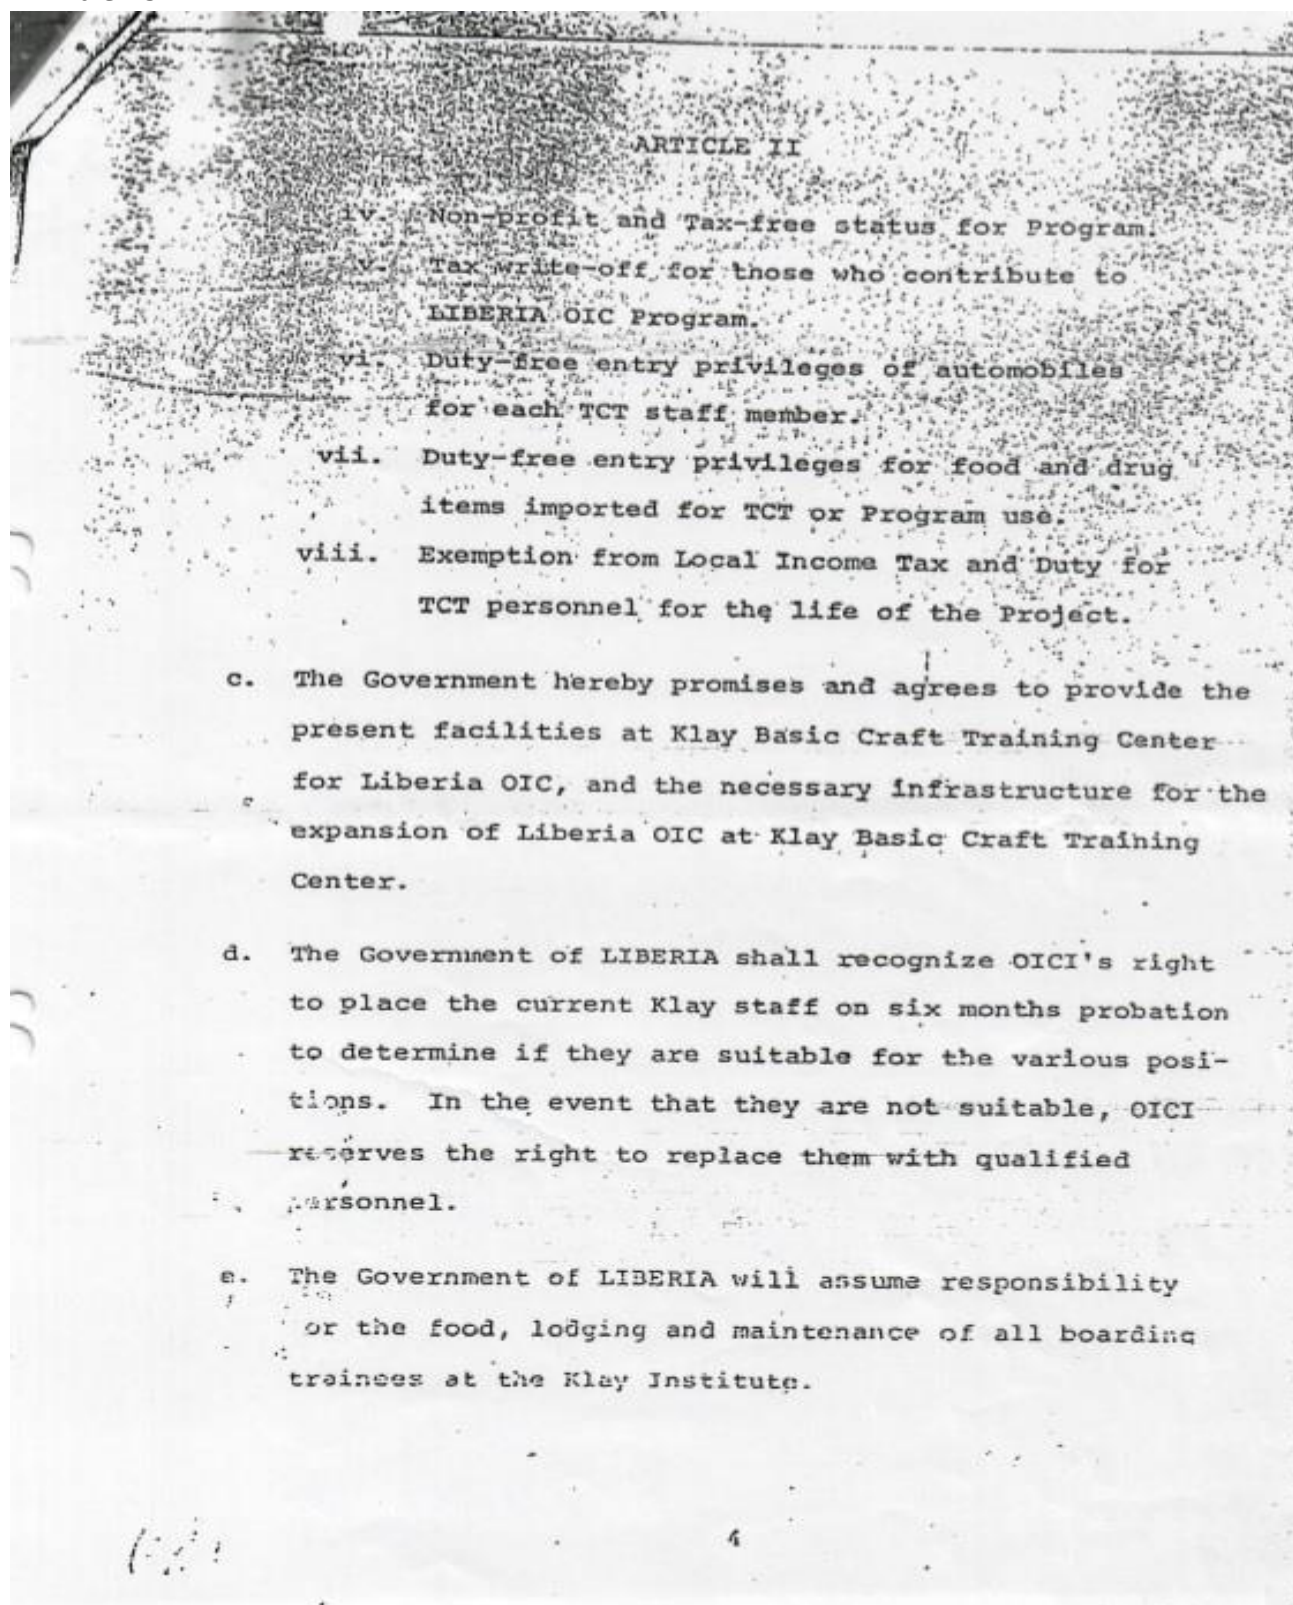 ARTICLE II
iv. Non-profit and Tax-free status for Program.
v. Tax write-off for those who contribute to
LIBERIA OIC Program.
vi. Duty-free entry privileges of automobiles
for each TCT staff member.
vii. Duty-free entry privileges for food and drug
items imported for TCT or Program use.
viii. Exemption from Local Income Tax and Duty for
TCT personnel for the life of the Project.
c. The Government hereby promises and agrees to provide the
present facilities at Klay Basic Craft Training Center
for Liberia OIC, and the necessary infrastructure for the
expansion of Liberia OIC at Klay Basic Craft Training
Center.
d. The Government of LIBERIA shall recognize OICI's right
to place the current Klay staff on six months probation
to determine if they are suitable for the various posi-
tions. In the event that they are not suitable, OICI
reserves the right to replace them with qualified
personnel.
e. The Government of LIBERIA will assume responsibility
or the food, lodging and maintenance of all boarding
trainees at the Klay Institute.
4